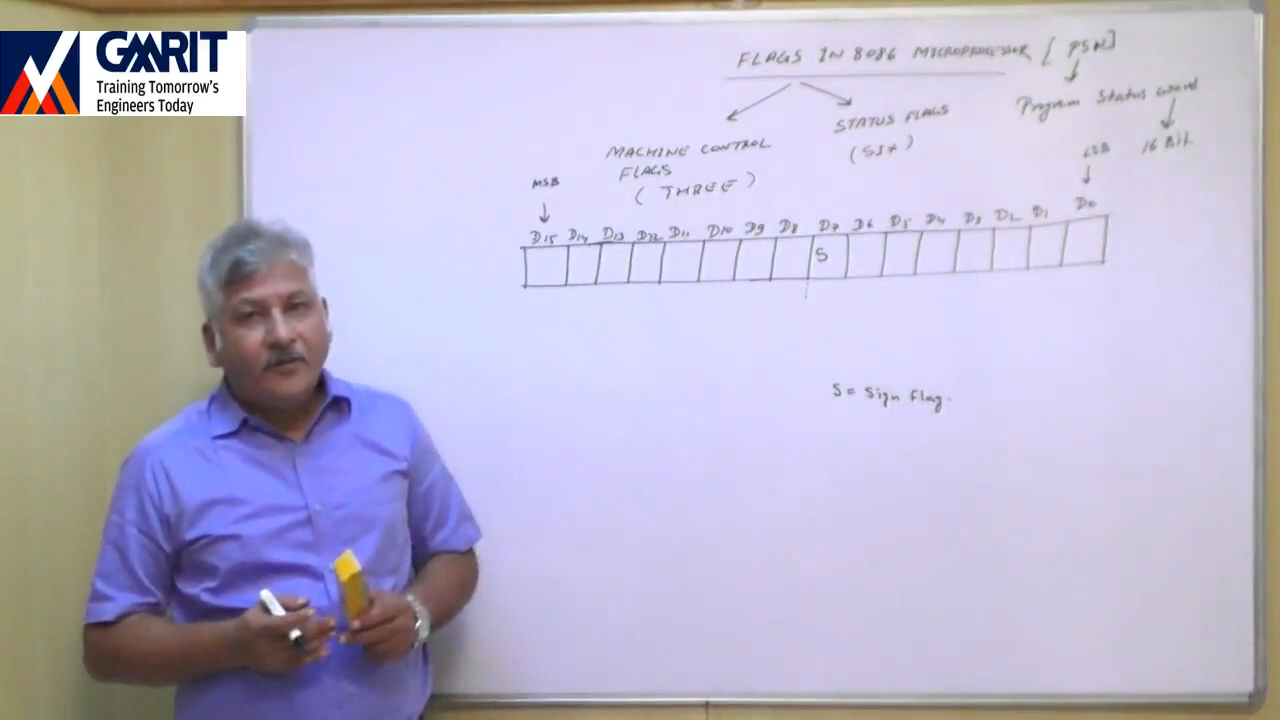 GMRIT
Training Tomorrow's
Engineers Today
FLAGS IN 8086 MICROPROCESSOR [PSW]
Program Status word
16 Bit
MACHINE CONTROL
FLAGS
(THREE)
STATUS FLAGS
(SIX)
MSB
LSB
D15 D14 D13 D12 D11 D10 D9 D8 D7 D6 D5 D4 D3 D2 D1 D0
S
S = Sign Flag.